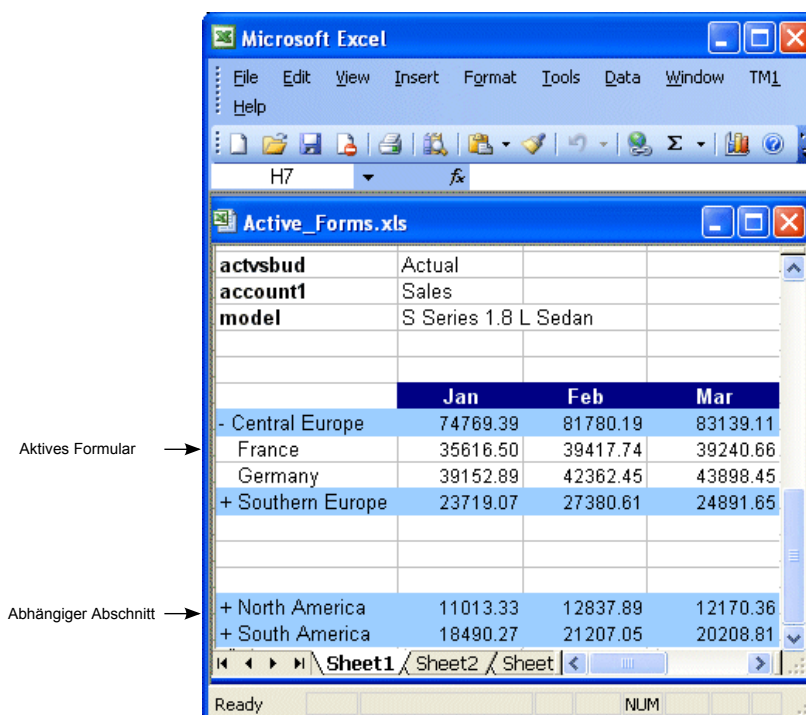 Microsoft Excel
File Edit View Insert Format Tools Data Window TM1
Help
H7 fx
Active_Forms.xls
actvsbud Actual
account1 Sales
model S Series 1.8 L Sedan
Jan Feb Mar
- Central Europe 74769.39 81780.19 83139.11
Aktives Formular France 35616.50 39417.74 39240.66
Germany 39152.89 42362.45 43898.45
+ Southern Europe 23719.07 27380.61 24891.65
Abhängiger Abschnitt + North America 11013.33 12837.89 12170.36
+ South America 18490.27 21207.05 20208.81
Sheet1 Sheet2 Sheet
Ready NUM